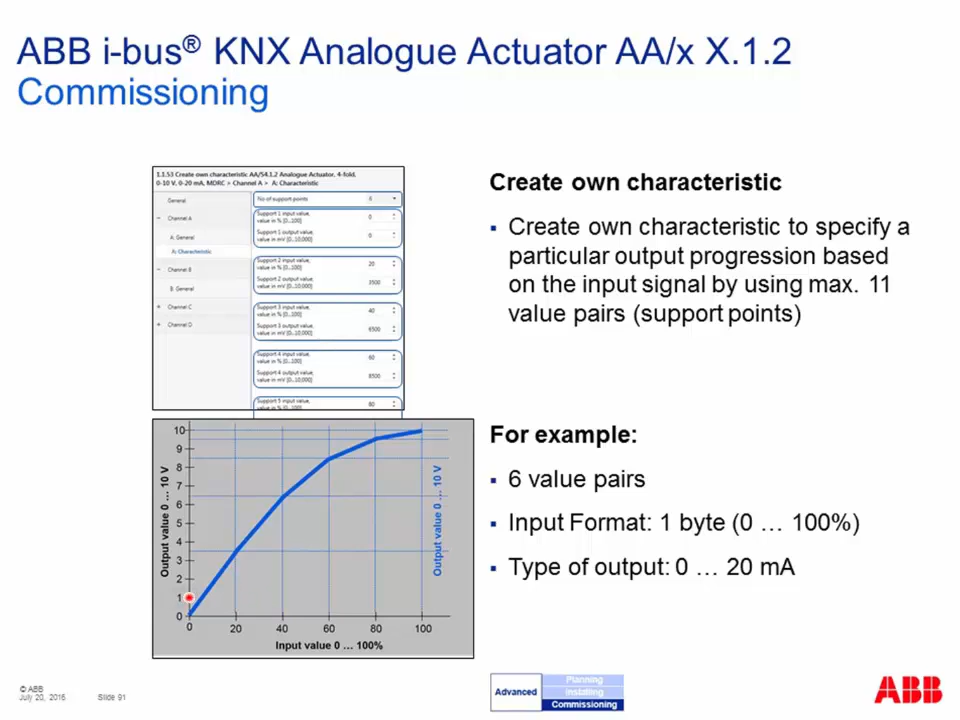 ABB i-bus® KNX Analogue Actuator AA/x X.1.2
Commissioning
1.1.53 Create own characteristic AA/S4.1.2 Analogue Actuator, 4-fold,
0-10 V, 0-20 mA, MDRC > Channel A > A: Characteristic
General
Channel A
A: General
A: Characteristic
Channel B
B: General
Channel C
Channel D
No of support points
Support 1 input value,
value in % [0..100]
0
Support 1 output value,
value in mV [0..10,000]
0
Support 2 input value,
value in % [0..100]
20
Support 2 output value,
value in mV [0..10,000]
3500
Support 3 input value,
value in % [0..100]
40
Support 3 output value,
value in mV [0..10,000]
6500
Support 4 input value,
value in % [0..100]
60
Support 4 output value,
value in mV [0..10,000]
8500
Support 5 input value,
value in % [0..100]
80
Create own characteristic
▪ Create own characteristic to specify a
particular output progression based
on the input signal by using max. 11
value pairs (support points)
Output value 0 ... 10 V
10
9
8
7
6
5
4
3
2
1
0
0 20 40 60 80 100
Input value 0 ... 100%
Output value 0 ... 10 V
For example:
▪ 6 value pairs
▪ Input Format: 1 byte (0 … 100%)
▪ Type of output: 0 … 20 mA
© ABB
July 20, 2016 Slide 91
Advanced
Planning
Installing
Commissioning
ABB